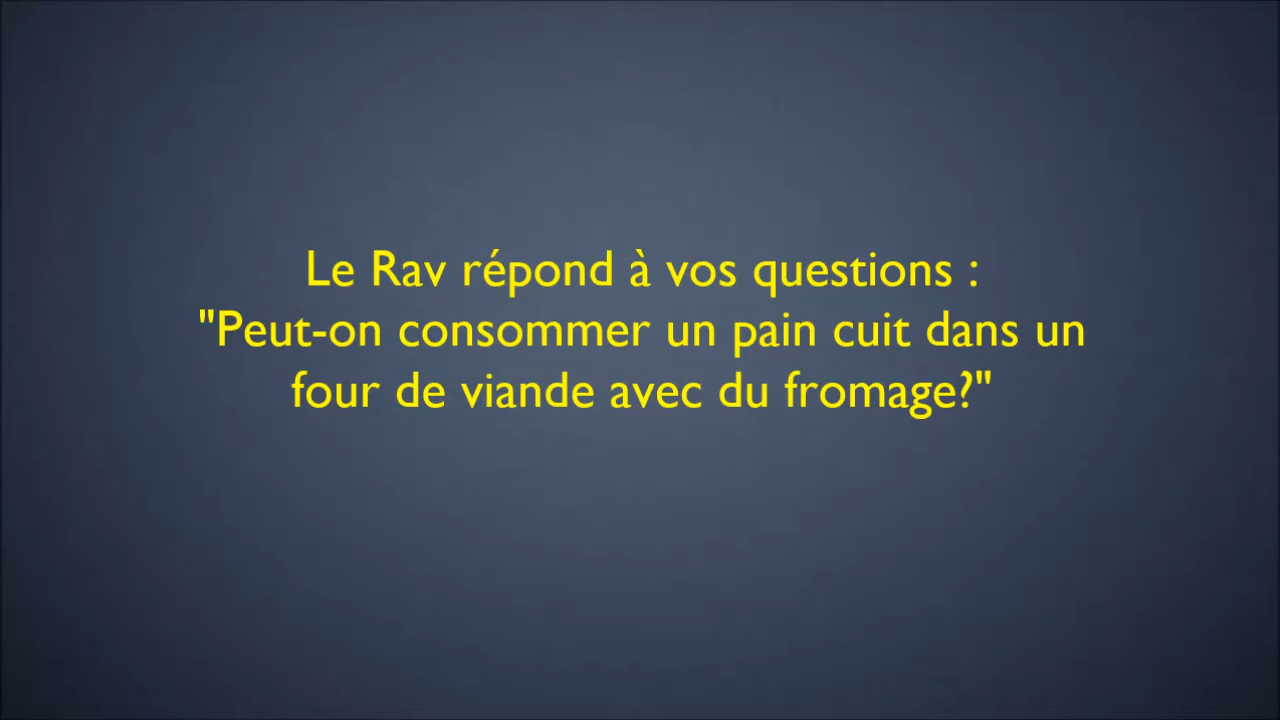 Le Rav répond à vos questions :
"Peut-on consommer un pain cuit dans un
four de viande avec du fromage?"